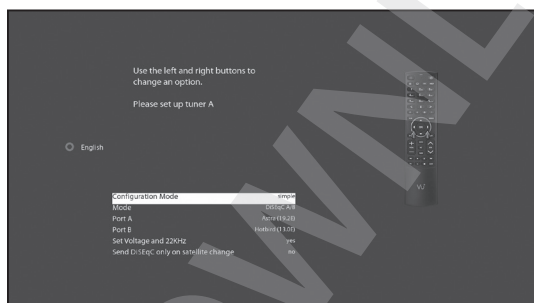 Use the left and right buttons to
change an option.
Please set up tuner A
English
Configuration Mode simple
Mode DiSEqC A/B
Port A Astra (19.2E)
Port B Hotbird (13.0E)
Set Voltage and 22KHz yes
Send DiSEqC only on satellite change no